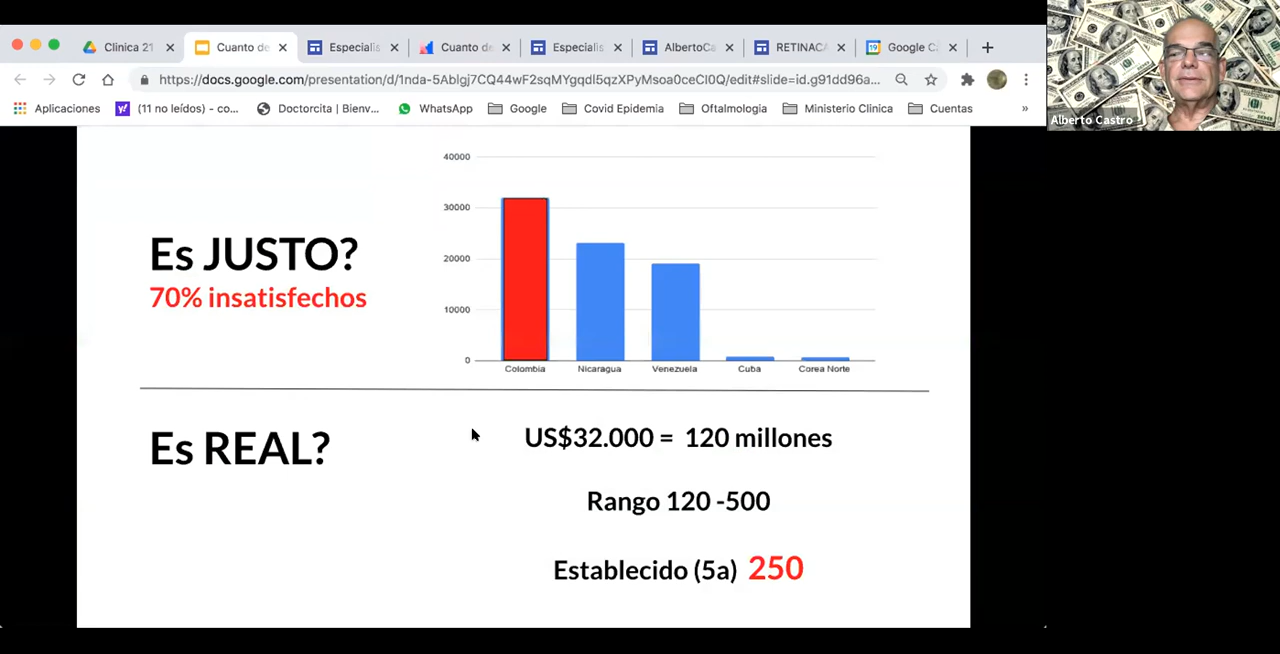 Clinica 21
Cuanto de
Especialis
Cuanto de
Especialis
AlbertoCa
RETINACA
19
Google C
https://docs.google.com/presentation/d/1nda-5Ablgj7CQ44wF2sqMYgqdl5qzXPyMsoa0ceCl0Q/edit#slide=id.g91dd96a...
Aplicaciones
(11 no leídos) - co...
Doctorcita | Bienv...
WhatsApp
Google
Covid Epidemia
Oftalmologia
Ministerio Clinica
Cuentas
»
Alberto Castro
40000
30000
20000
10000
0
Colombia
Nicaragua
Venezuela
Cuba
Corea Norte
Es JUSTO?
70% insatisfechos
Es REAL?
US$32.000 = 120 millones
Rango 120 -500
Establecido (5a) 250